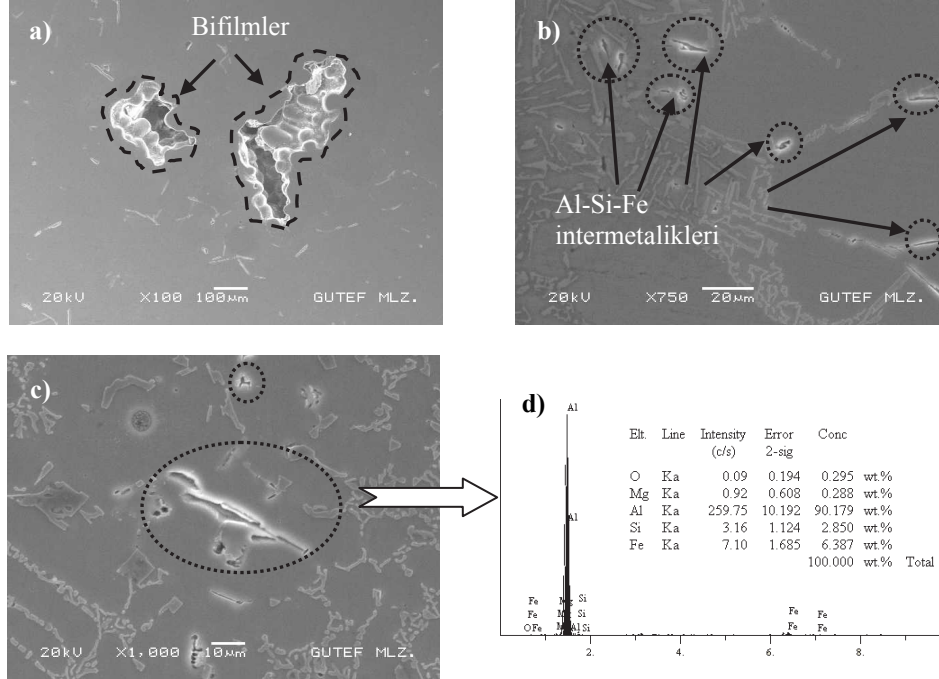 a)
Bifilmler
20kV X100 100µm GUTEF MLZ.
b)
Al-Si-Fe
intermetalikleri
20kV X750 20µm GUTEF MLZ.
c)
20kV X1,000 10µm GUTEF MLZ.
d)
Al
Elt. Line Intensity Error Conc
(c/s) 2-sig
O Ka 0.09 0.194 0.295 wt.%
Mg Ka 0.92 0.608 0.288 wt.%
Al Ka 259.75 10.192 90.179 wt.%
Si Ka 3.16 1.124 2.850 wt.%
Fe Ka 7.10 1.685 6.387 wt.%
100.000 wt.% Total
Al
Fe Mg Si Fe Fe
Fe Si Fe Fe
O Fe Al Si
2. 4. 6. 8.